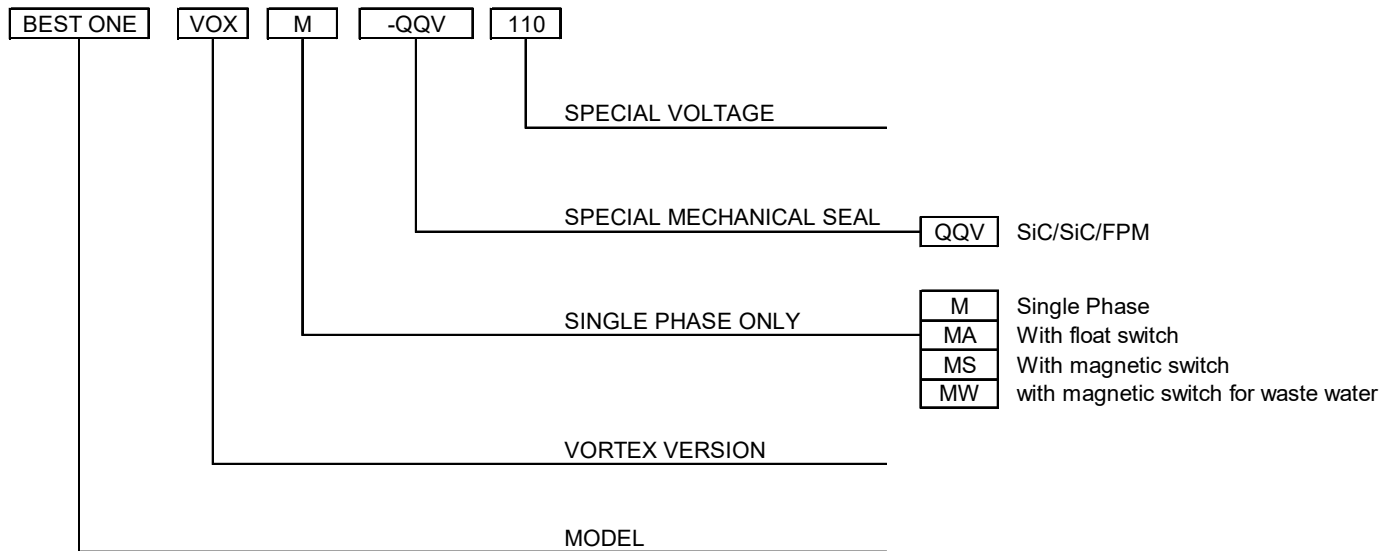 BEST ONE VOX M -QQV 110
SPECIAL VOLTAGE
SPECIAL MECHANICAL SEAL QQV SiC/SiC/FPM
M Single Phase
SINGLE PHASE ONLY
MA With float switch
MS With magnetic switch
MW with magnetic switch for waste water
VORTEX VERSION
MODEL